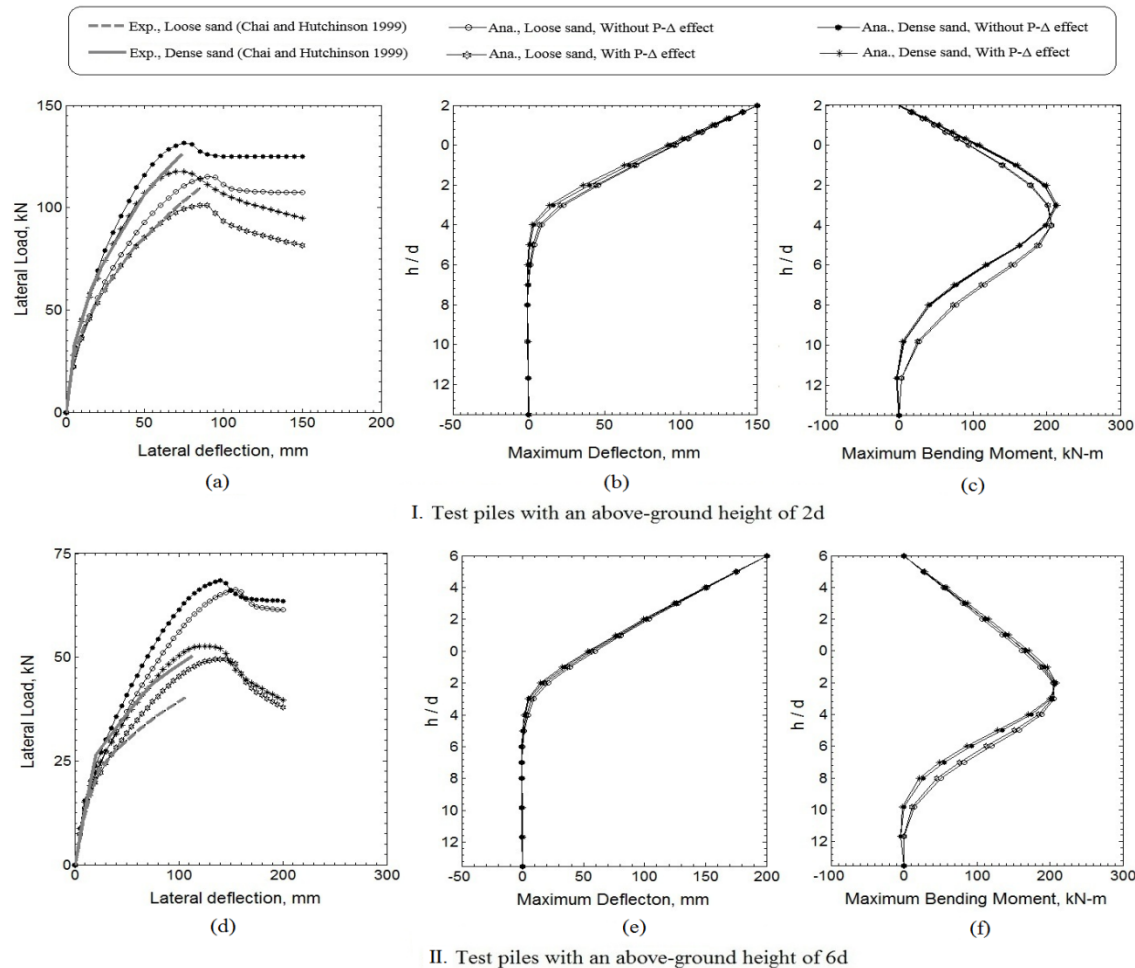 Exp., Loose sand (Chai and Hutchinson 1999)
Ana., Loose sand, Without P-Δ effect
Ana., Dense sand, Without P-Δ effect
Exp., Dense sand (Chai and Hutchinson 1999)
Ana., Loose sand, With P-Δ effect
Ana., Dense sand, With P-Δ effect
150
100
50
0
Lateral Load, kN
0 50 100 150 200
Lateral deflection, mm
(a)
2
0
2
4
6
8
10
12
h / d
-50 0 50 100 150
Maximum Deflecton, mm
(b)
2
0
2
4
6
8
10
12
h / d
-100 0 100 200 300
Maximum Bending Moment, kN-m
(c)
I. Test piles with an above-ground height of 2d
75
50
25
0
Lateral Load, kN
0 100 200 300
Lateral deflection, mm
(d)
6
4
2
0
2
4
6
8
10
12
h / d
-50 0 50 100 150 200
Maximum Deflecton, mm
(e)
6
4
2
0
2
4
6
8
10
12
h / d
-100 0 100 200 300
Maximum Bending Moment, kN-m
(f)
II. Test piles with an above-ground height of 6d